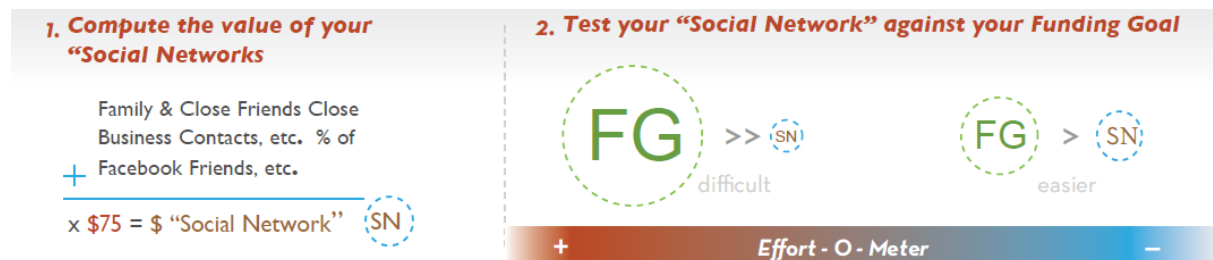 1. Compute the value of your
“Social Networks
Family & Close Friends Close
Business Contacts, etc. % of
+ Facebook Friends, etc.
x $75 = $ “Social Network” SN
2. Test your “Social Network” against your Funding Goal
FG >> SN
difficult
FG > SN
easier
+ Effort - O - Meter –